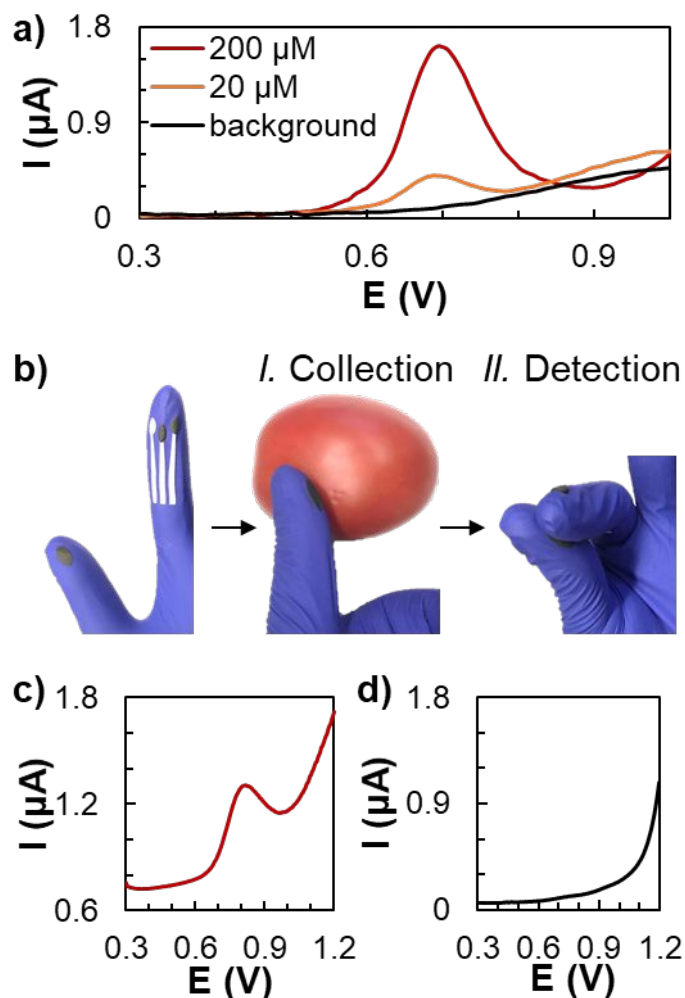 a)
1.8
0.9
0
I (μA)
200 μM
20 μM
background
0.3
0.6
0.9
E (V)
b)
I. Collection
II. Detection
c)
1.8
1.2
0.6
I (μA)
0.3
0.6
0.9
1.2
E (V)
d)
1.8
0.9
0
I (μA)
0.3
0.6
0.9
1.2
E (V)